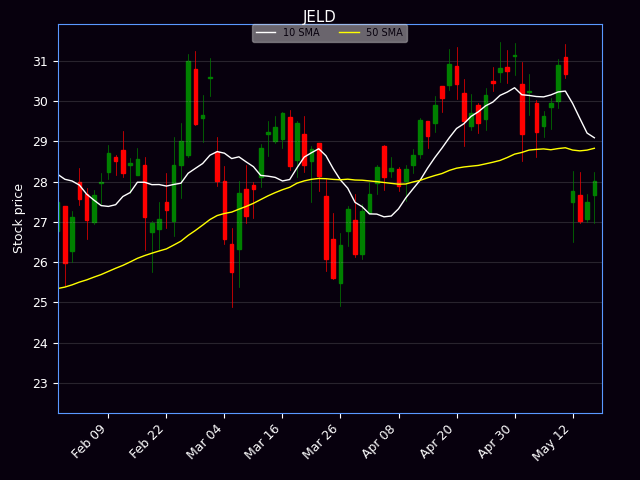 JELD
10 SMA
50 SMA
Stock price
31
30
29
28
27
26
25
24
23
Feb 09
Feb 22
Mar 04
Mar 16
Mar 26
Apr 08
Apr 20
Apr 30
May 12